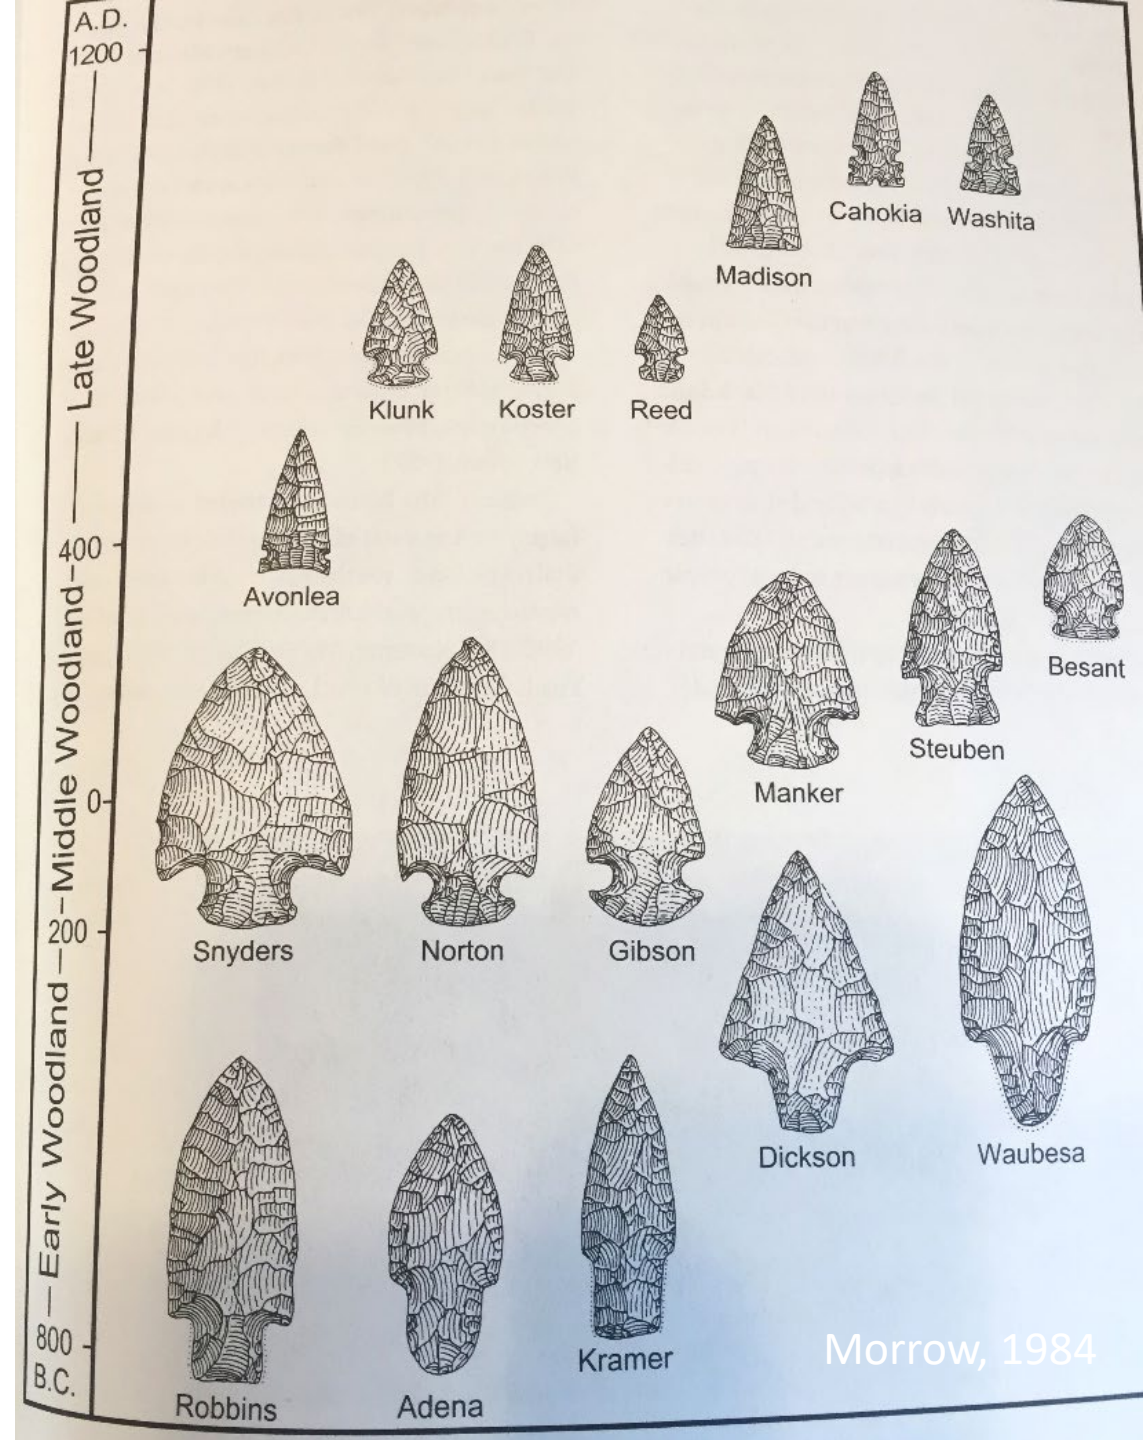 A.D.
1200
Late Woodland
400
Middle Woodland
0
200
Early Woodland
800
B.C.
Cahokia
Washita
Madison
Klunk
Koster
Reed
Avonlea
Besant
Steuben
Manker
Snyders
Norton
Gibson
Dickson
Waubesa
Kramer
Robbins
Adena
Morrow, 1984